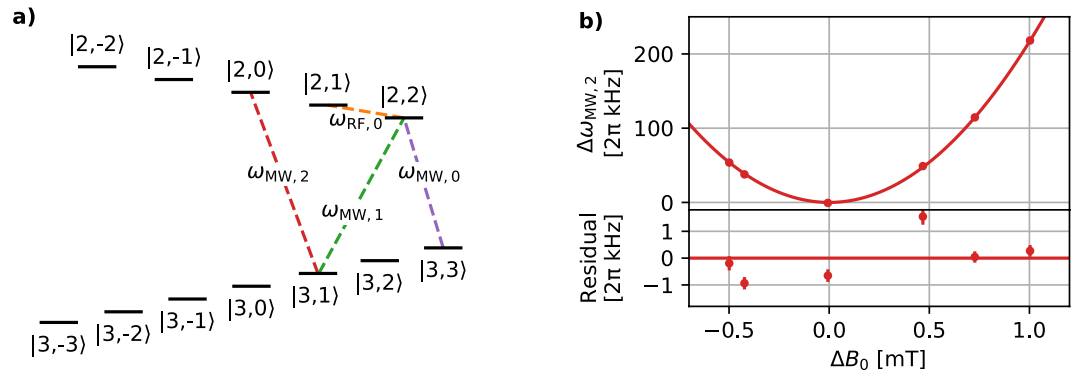 a)
|2,-2⟩
|2,-1⟩
|2,0⟩
|2,1⟩
|2,2⟩
ω_RF, 0
ω_MW, 2
ω_MW, 0
ω_MW, 1
|3,3⟩
|3,2⟩
|3,1⟩
|3,0⟩
|3,-1⟩
|3,-2⟩
|3,-3⟩
b)
Δω_MW, 2
[2π kHz]
200
100
0
Residual
[2π kHz]
1
0
−1
−0.5 0.0 0.5 1.0
ΔB_0 [mT]